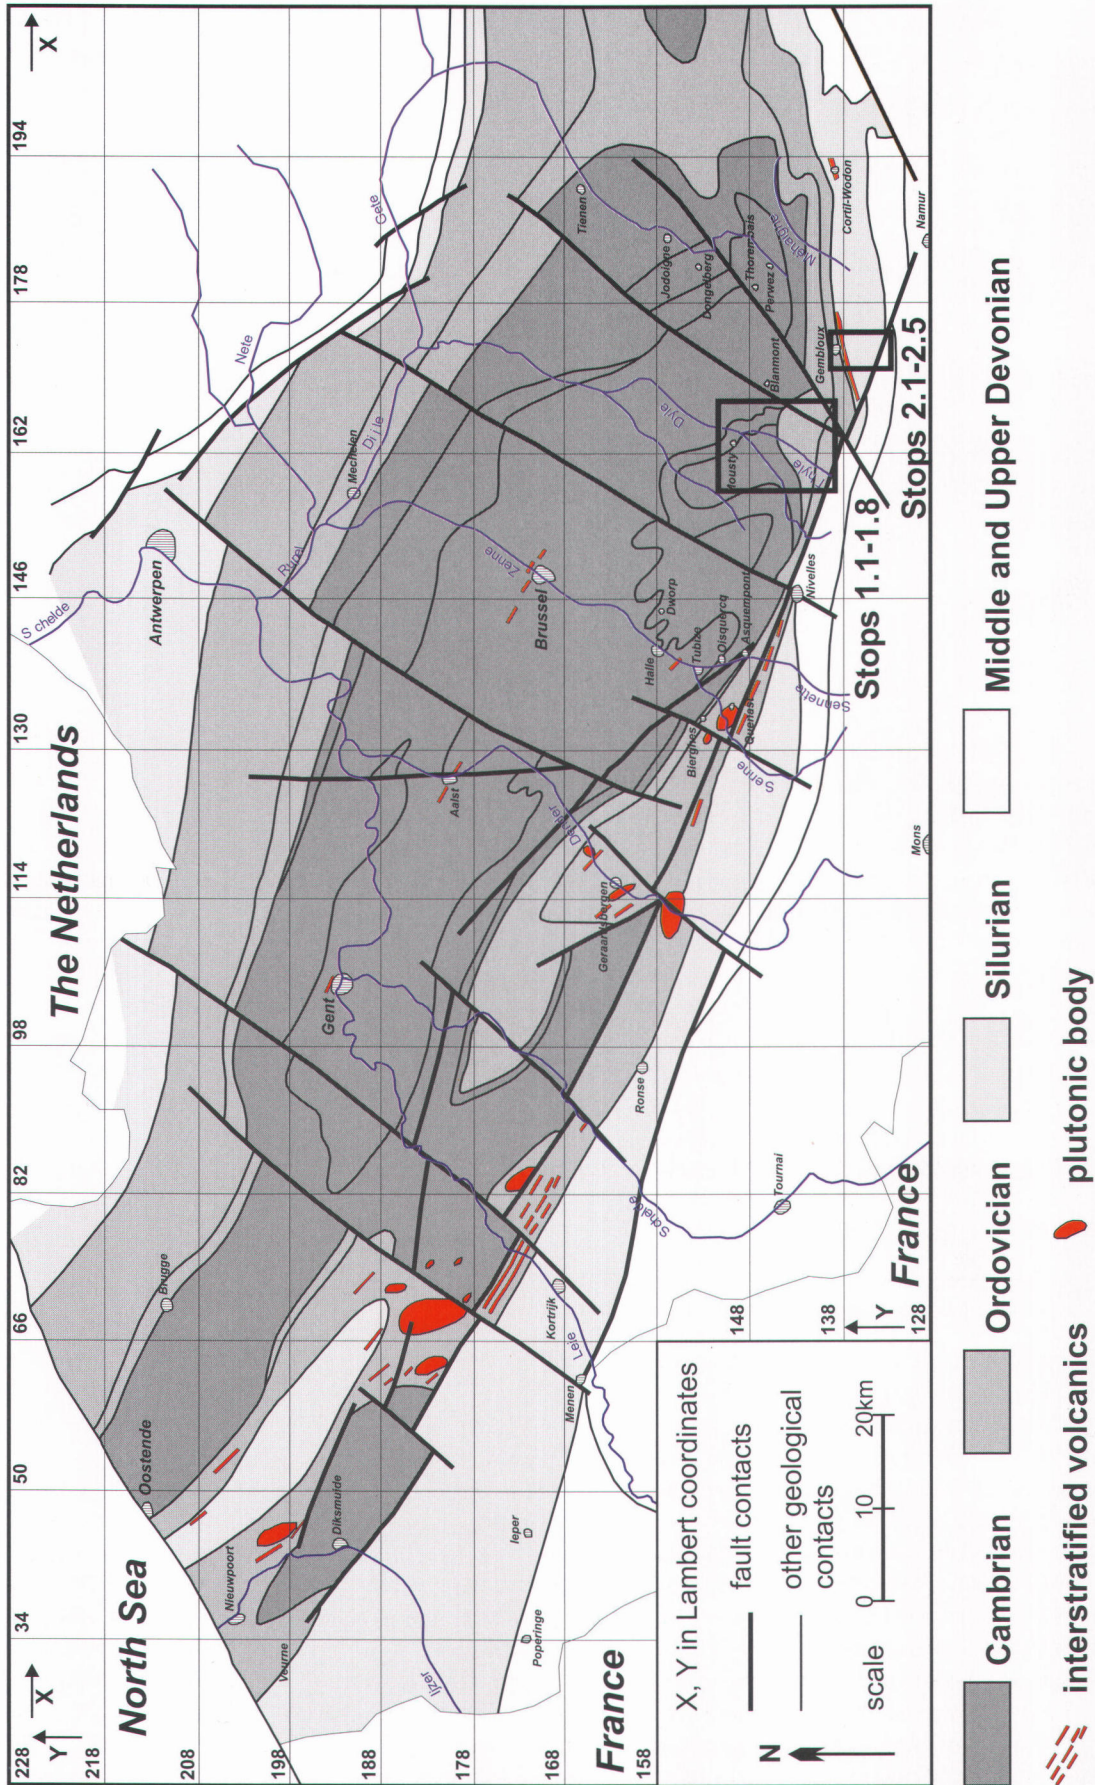 228
218
208
198
188
178
168
158
148
138
128
Y
X
34
50
66
82
98
114
130
146
162
178
194
X
North Sea
The Netherlands
France
France
Oostende
Brugge
Nieuwpoort
Veurne
Diksmuide
Ijzer
Poperinge
Ieper
Menen
Kortrijk
Leie
Gent
Ronse
Schelde
Tournai
Mons
Antwerpen
Schelde
Rupel
Mechelen
Dijle
Nete
Gete
Aalst
Dender
Geraardsbergen
Brussel
Zenne
Halle
Dworp
Tubize
Oisquercq
Asquempont
Bierghes
Quenast
Senne
Sennette
Nivelles
Tienen
Jodoigne
Dongelberg
Thorembais
Perwez
Blanmont
Dyle
Mousty
Thyle
Mehaigne
Gembloux
Cortil-Wodon
Namur
Stops 1.1-1.8
Stops 2.1-2.5
Y
X, Y in Lambert coordinates
fault contacts
other geological
contacts
N
scale
0 10 20km
Cambrian
Ordovician
Silurian
Middle and Upper Devonian
interstratified volcanics
plutonic body